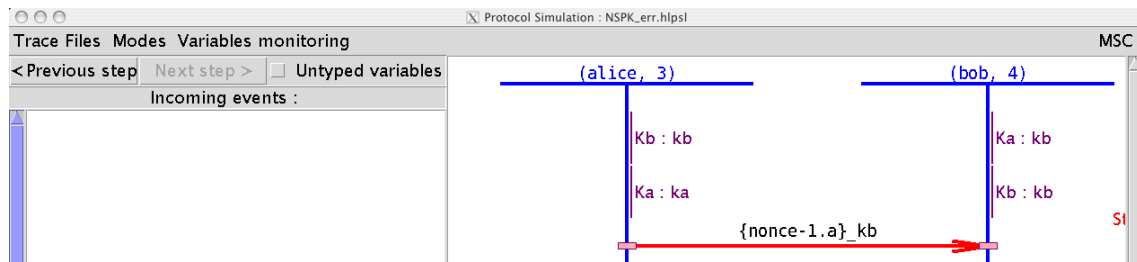 Protocol Simulation : NSPK_err.hlpsl
Trace Files Modes Variables monitoring MSC
<Previous step Next step > Untyped variables
Incoming events :
(alice, 3) (bob, 4)
Kb : kb Ka : ka
Ka : kb Kb : kb
{nonce-1.a}_kb